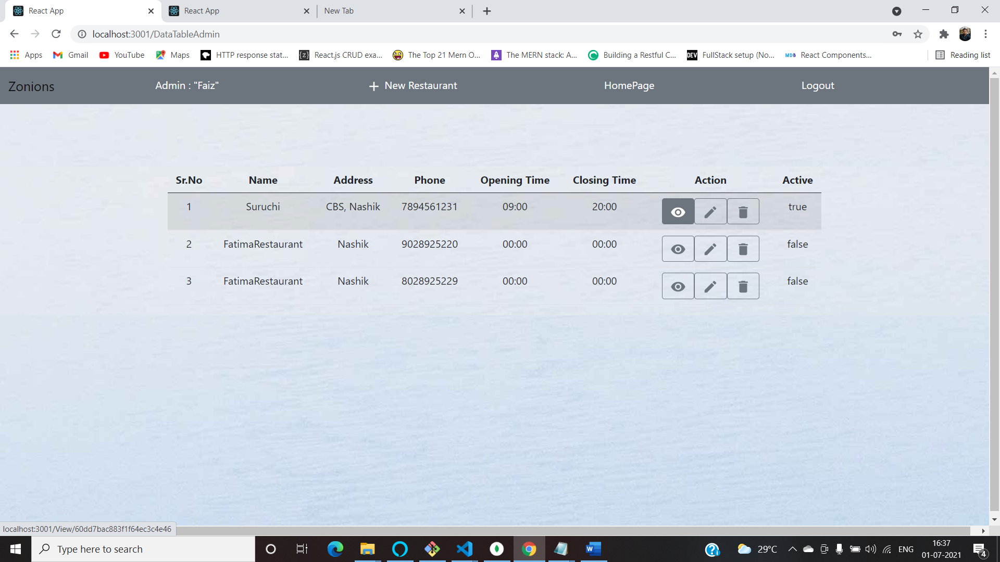 React App
React App
New Tab
localhost:3001/DataTableAdmin
Apps
Gmail
YouTube
Maps
HTTP response stat...
{z}
React.js CRUD exa...
The Top 21 Mern O...
The MERN stack: A...
Building a Restful C...
DEV
FullStack setup (No...
MDB
React Components...
Reading list
Zonions
Admin : "Faiz"
+ New Restaurant
HomePage
Logout
Sr.No Name Address Phone Opening Time Closing Time Action Active
1 Suruchi CBS, Nashik 7894561231 09:00 20:00 true
2 FatimaRestaurant Nashik 9028925220 00:00 00:00 false
3 FatimaRestaurant Nashik 8028925229 00:00 00:00 false
localhost:3001/View/60dd7bac883f1f64ec3c4e46
Type here to search
29°C
ENG
16:37
01-07-2021
4